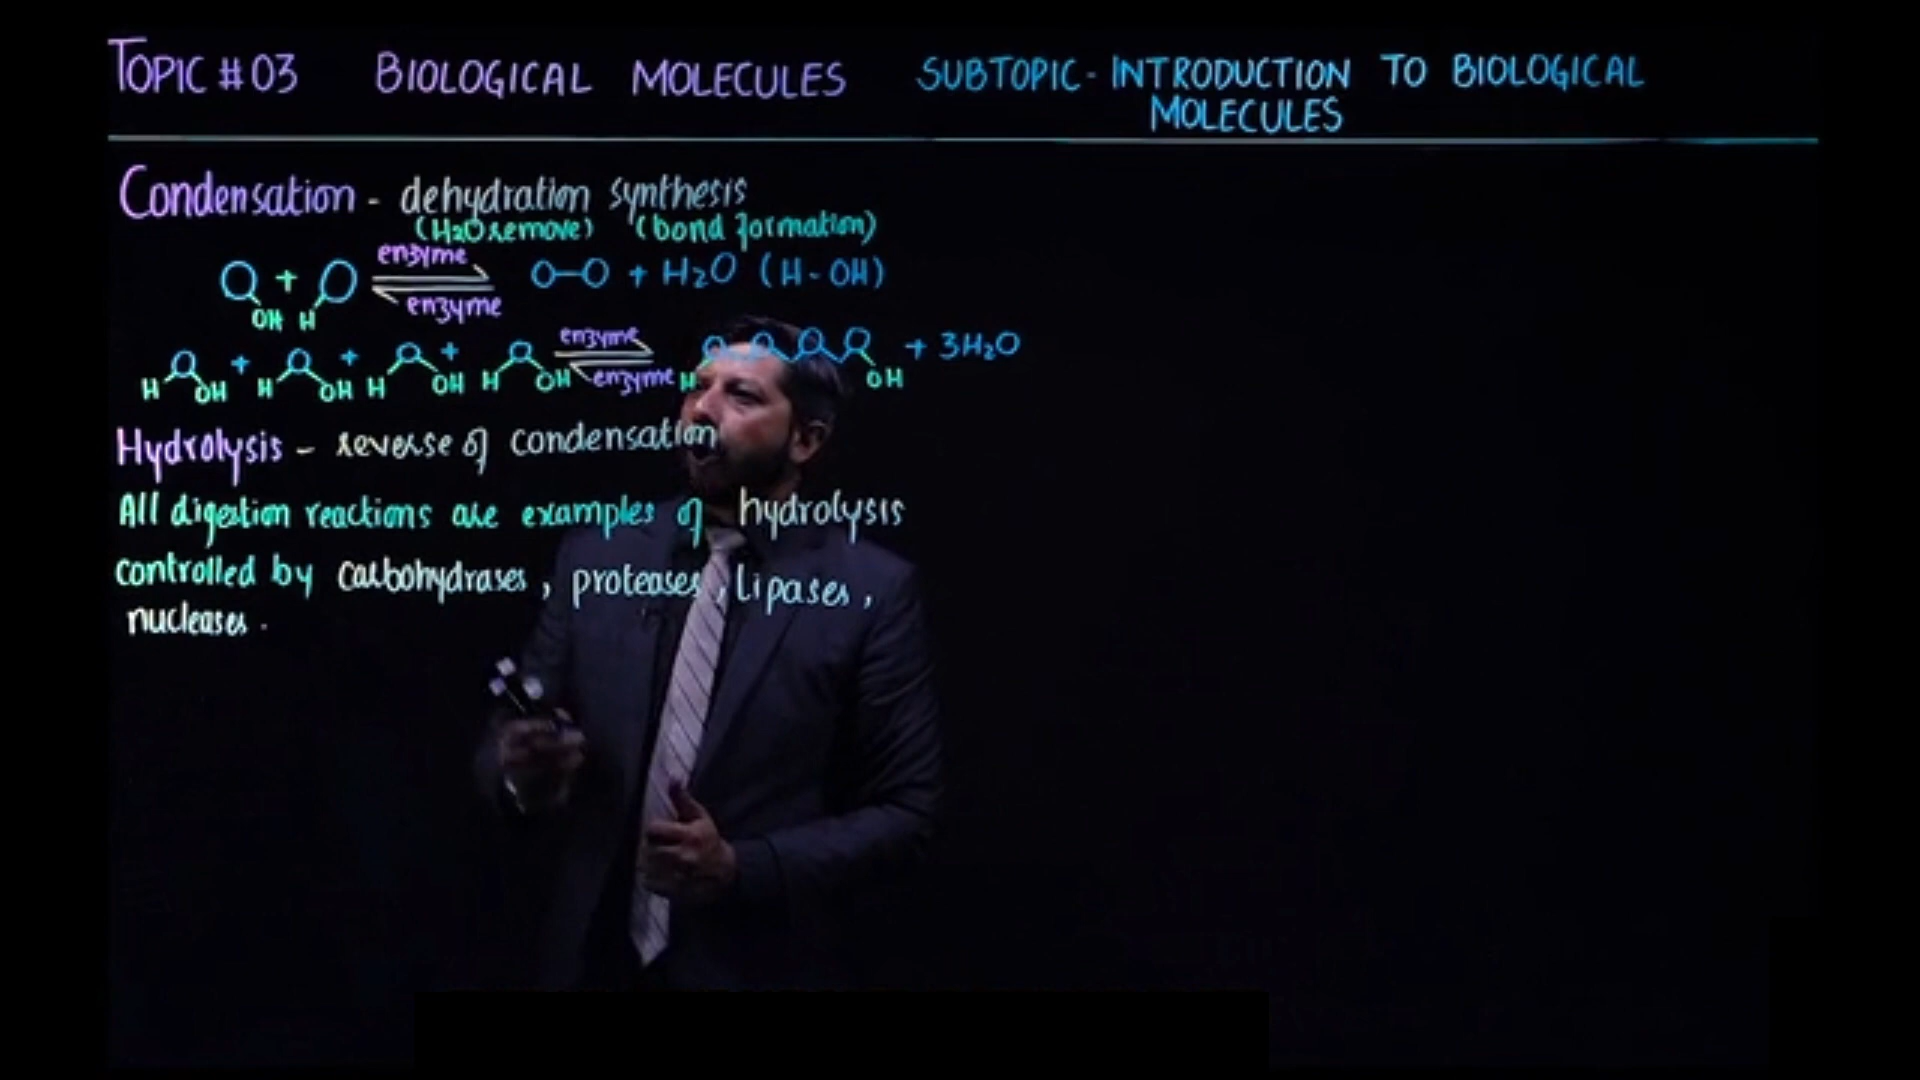 TOPIC # 03 BIOLOGICAL MOLECULES SUBTOPIC - INTRODUCTION TO BIOLOGICAL
MOLECULES
Condensation - dehydration synthesis
(H₂O remove) (bond formation)
enzyme
+ O-O + H₂O (H - OH)
enzyme
OH H
enzyme
+ + + + 3H₂O
H OH H OH H OH H OH enzyme H OH
Hydrolysis - reverse of condensation
All digestion reactions are examples of hydrolysis
controlled by carbohydrases, proteases, lipases,
nucleases.